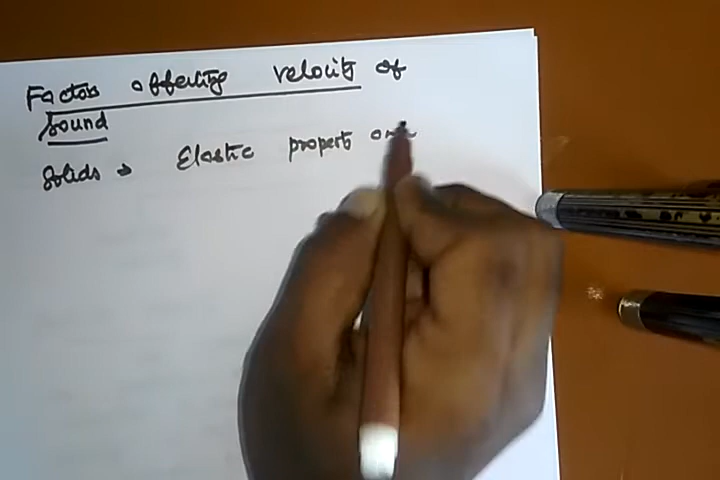 Factors affecting velocity of
sound
Solids → Elastic property